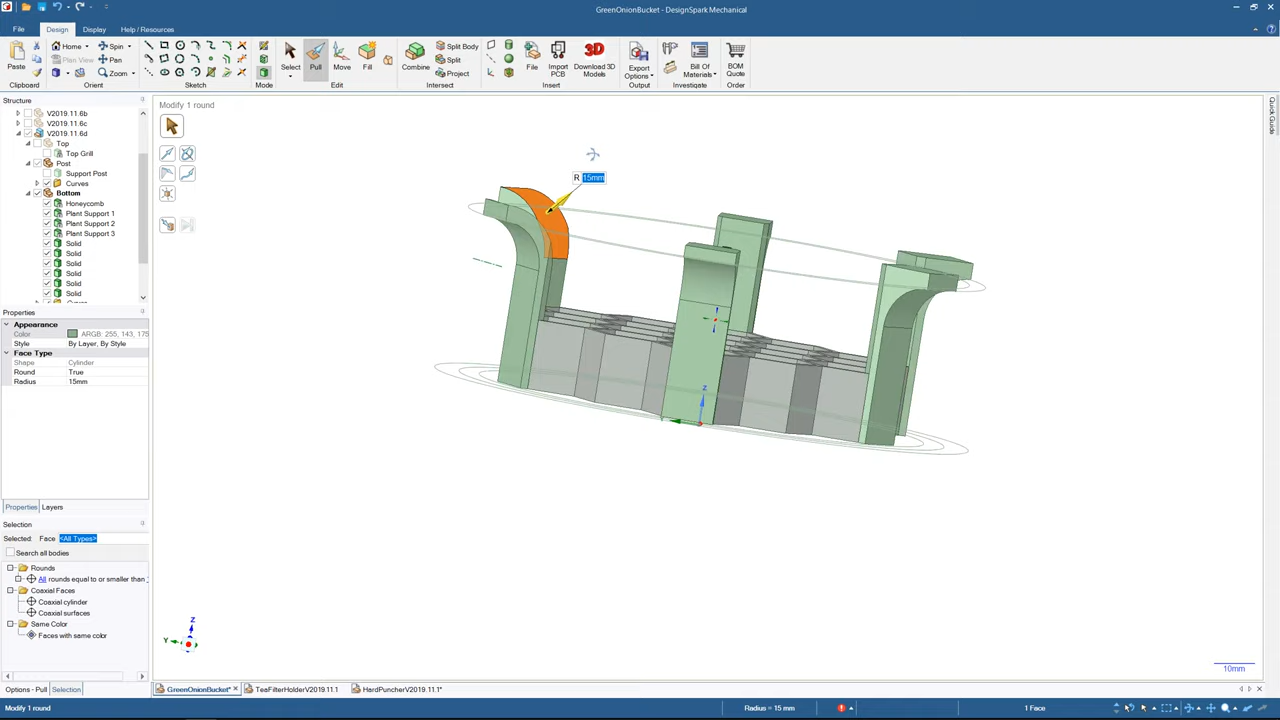 GreenOnionBucket - DesignSpark Mechanical
File
Design
Display
Help / Resources
Paste
Home
Plan View
Spin
Pan
Zoom
Select
Pull
Move
Fill
Combine
Split Body
Split
Project
File
Import PCB
3D
Download 3D Models
Export Options
Bill Of Materials
BOM Quote
Clipboard
Orient
Sketch
Mode
Edit
Intersect
Insert
Output
Investigate
Order
Structure
V2019.11.6b
V2019.11.6c
V2019.11.6d
Top
Top Grill
Post
Support Post
Curves
Bottom
Honeycomb
Plant Support 1
Plant Support 2
Plant Support 3
Solid
Solid
Solid
Solid
Solid
Solid
Properties
Appearance
Color ARGB: 255, 143, 175
Style By Layer, By Style
Face Type
Shape Cylinder
Round True
Radius 15mm
Properties
Layers
Selection
Selected: Face <All Types>
Search all bodies
Rounds
All rounds equal to or smaller than
Coaxial Faces
Coaxial cylinder
Coaxial surfaces
Same Color
Faces with same color
Options - Pull
Selection
Modify 1 round
R 15mm
Z
Z
Y
10mm
Quick Guide
GreenOnionBucket*
TeaFilterHolderV2019.11.1
HardPuncherV2019.11.1*
Modify 1 round
Radius = 15 mm
1 Face